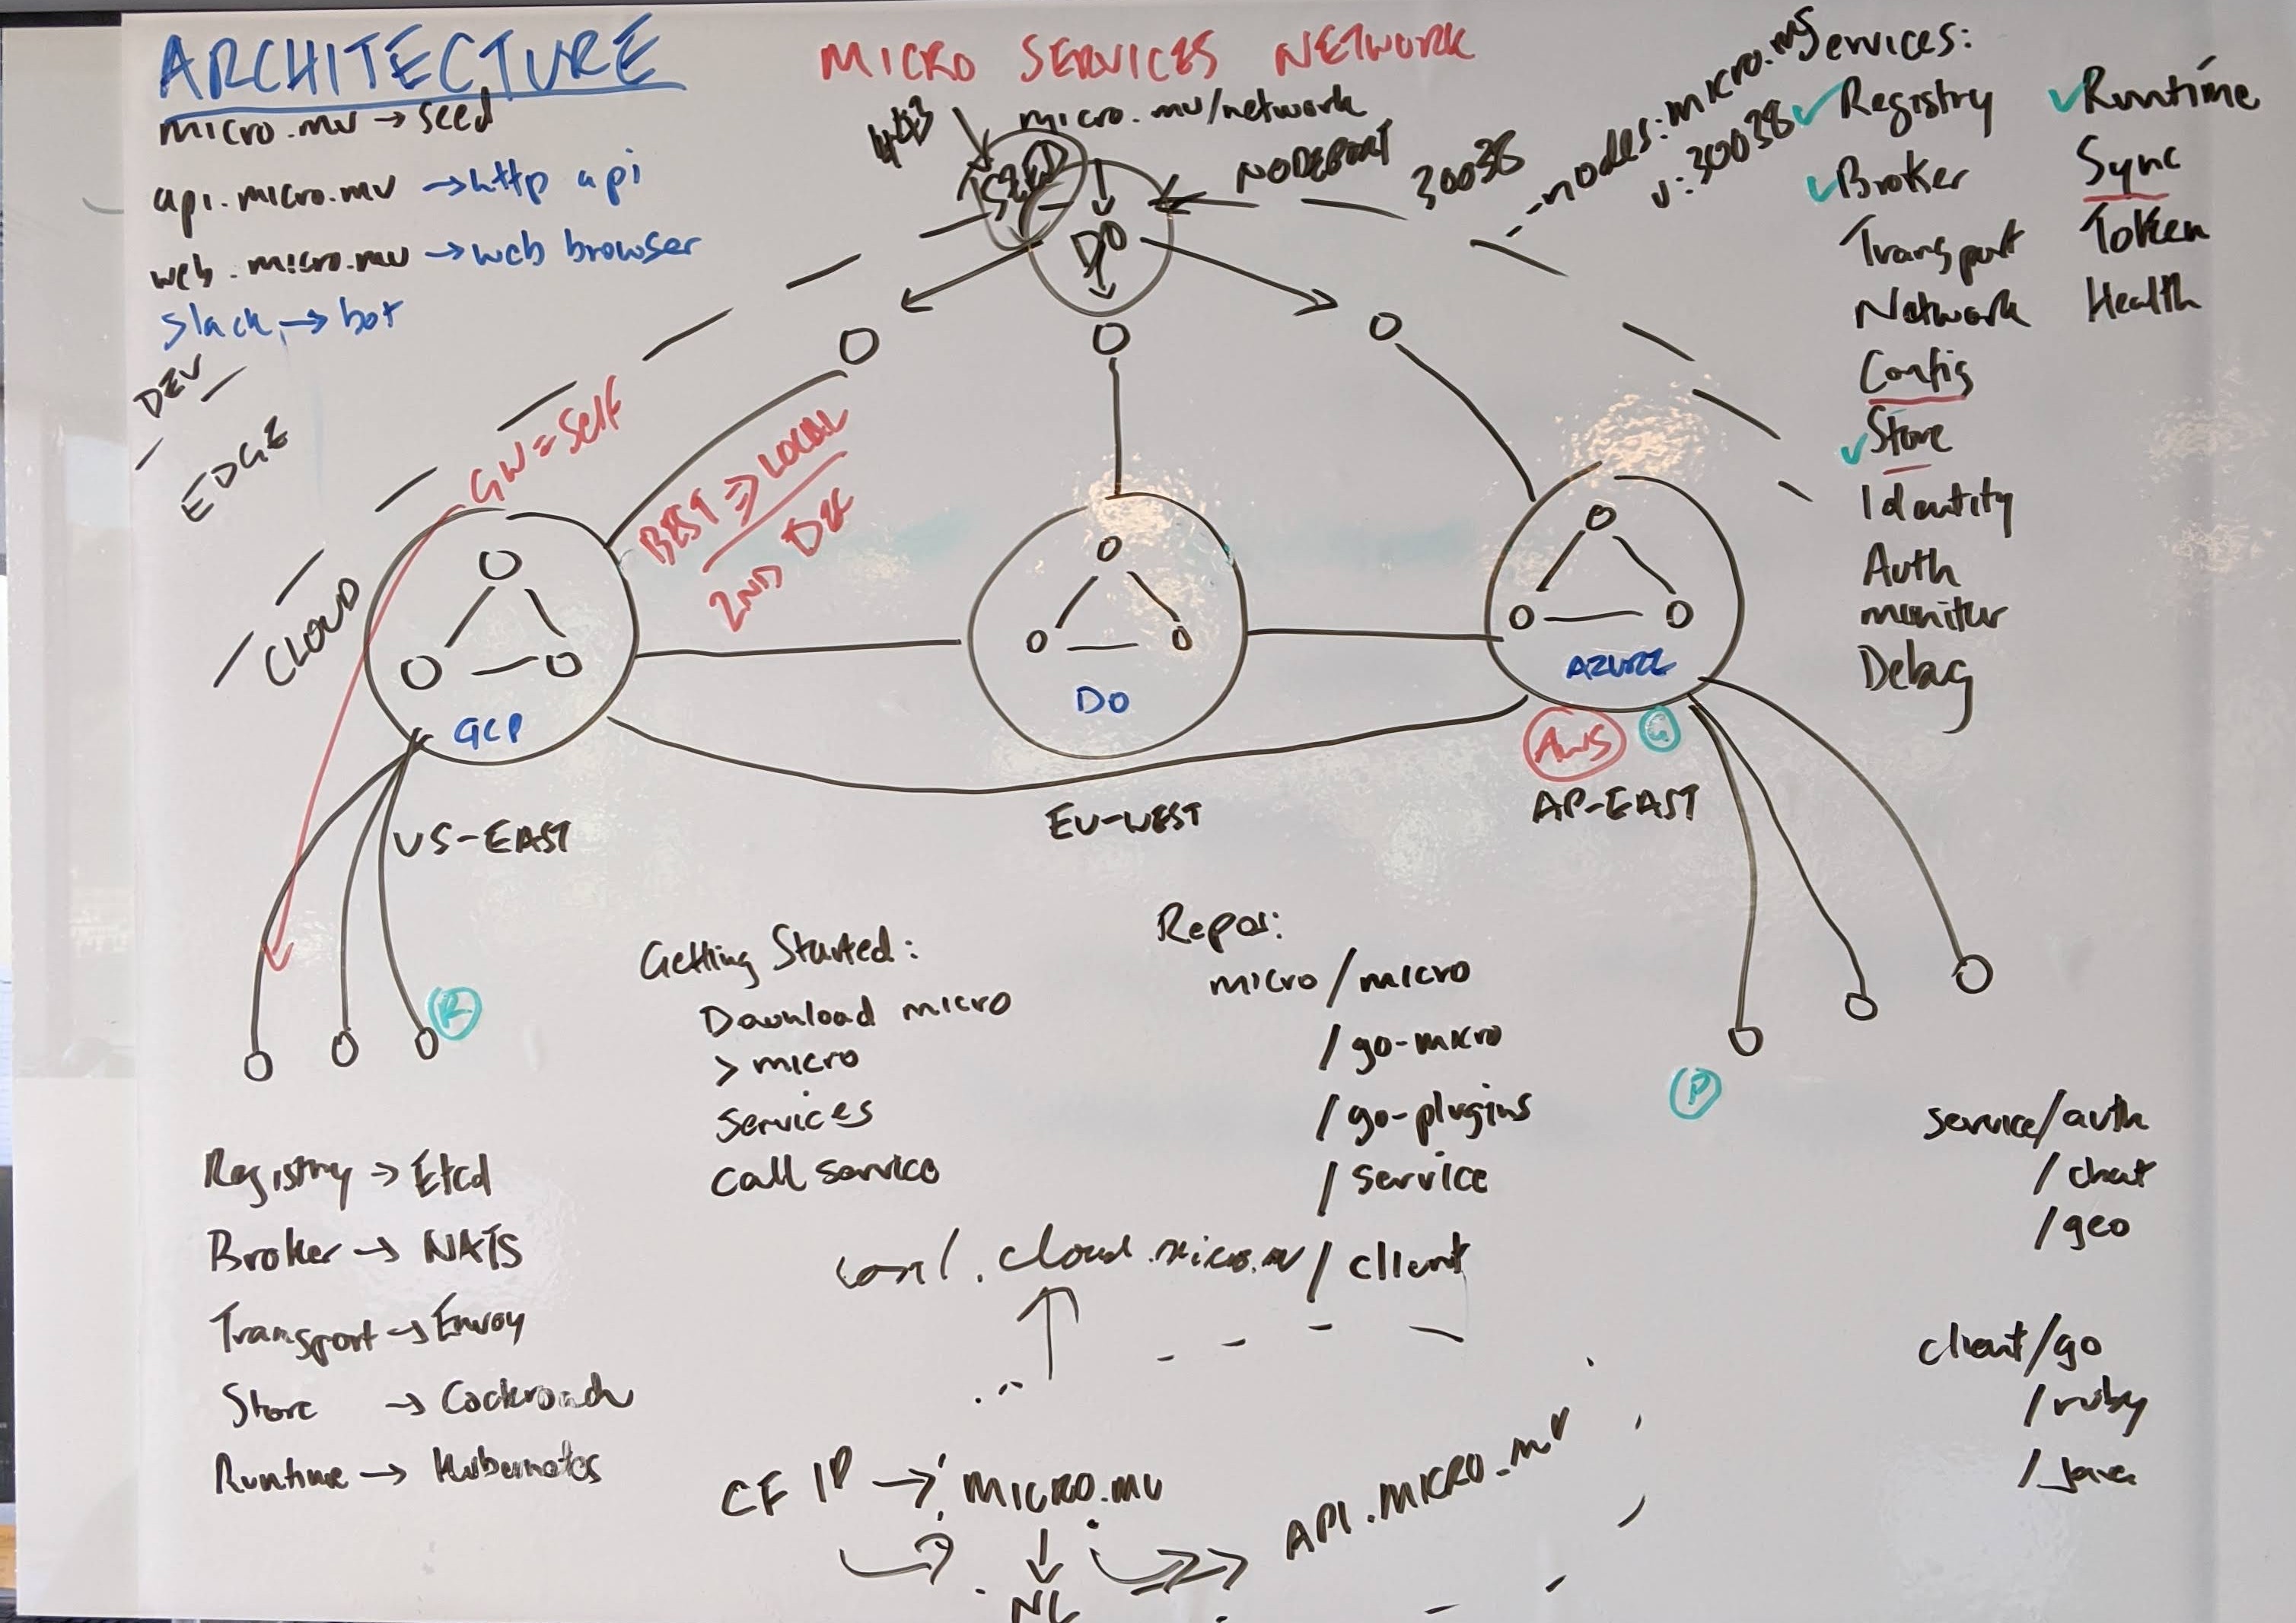 ARCHITECTURE
micro.mu → seed
api.micro.mu → http api
web.micro.mu → web browser
slack → bot
DEV
EDGE
CLOUD
MICRO SERVICES NETWORK
micro.mu/network
443
SEED
DO
NODEPORT
30038
--nodes:micro.m
u:30038
Services:
✓ Registry
✓ Broker
Transport
Network
Config
✓ Store
Identity
Auth
monitor
Debug
✓ Runtime
Sync
Token
Health
GW = Self
BEST => LOCAL
2ND DE
GCP
US-EAST
DO
EU-WEST
AZURE
AWS
G
AP-EAST
R
P
Getting Started:
Download micro
> micro
services
call service
Repos:
micro/micro
/go-micro
/go-plugins
/service
/client
.cloud.micro.mu
service/auth
/chat
/geo
client/go
/ruby
/java
Registry → Etcd
Broker → NATS
Transport → Envoy
Store → Cockroach
Runtime → Kubernetes
CF IP → MICRO.MU
API.MICRO.mu